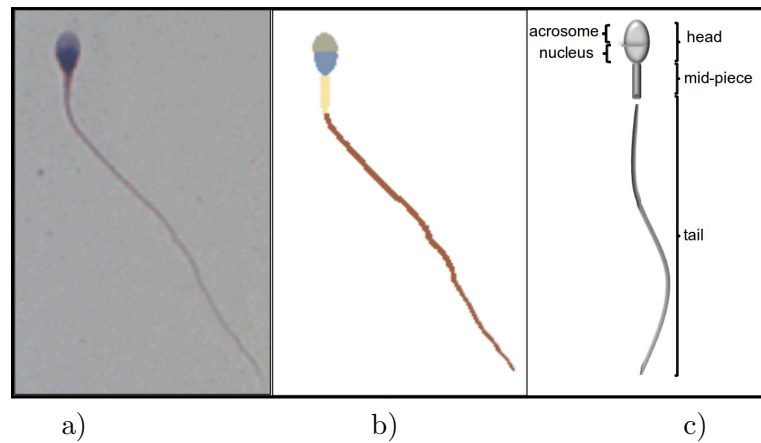 acrosome
head
nucleus
mid-piece
tail
a) b) c)